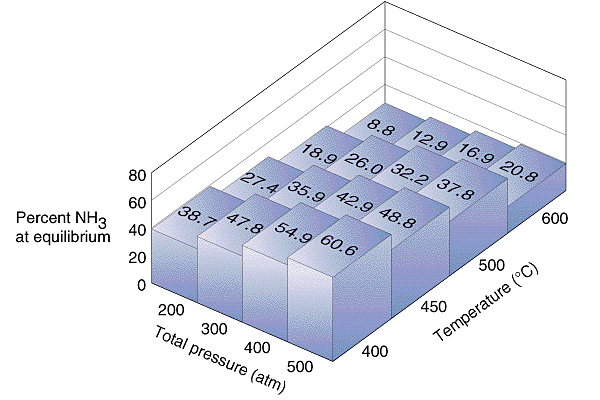 8.8 12.9 16.9 20.8
18.9 26.0 32.2 37.8
27.4 35.9 42.9 48.8
38.7 47.8 54.9 60.6
80
60
40
20
0
Percent NH3
at equilibrium
200 300 400 500
Total pressure (atm)
400 450 500 600
Temperature (°C)